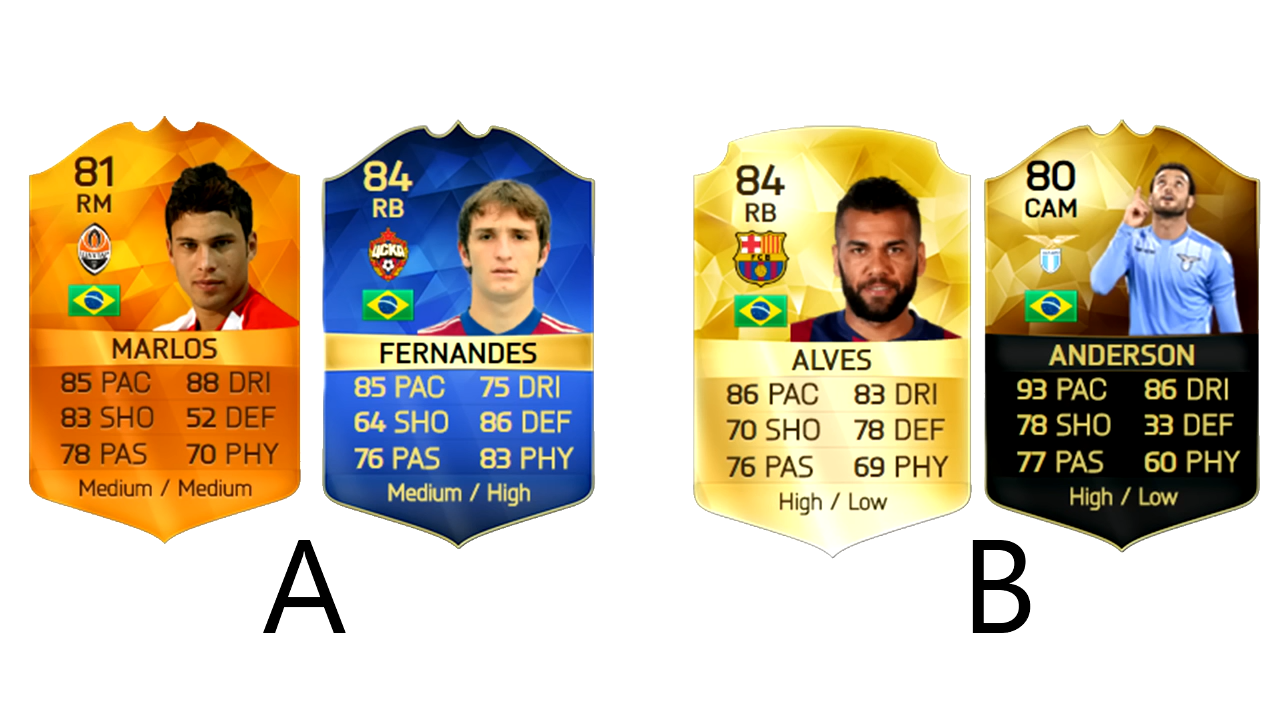 81
RM
MARLOS
85 PAC 88 DRI
83 SHO 52 DEF
78 PAS 70 PHY
Medium / Medium
84
RB
ЦСКА
FERNANDES
85 PAC 75 DRI
64 SHO 86 DEF
76 PAS 83 PHY
Medium / High
A
84
RB
FCB
ALVES
86 PAC 83 DRI
70 SHO 78 DEF
76 PAS 69 PHY
High / Low
80
CAM
ANDERSON
93 PAC 86 DRI
78 SHO 33 DEF
77 PAS 60 PHY
High / Low
B